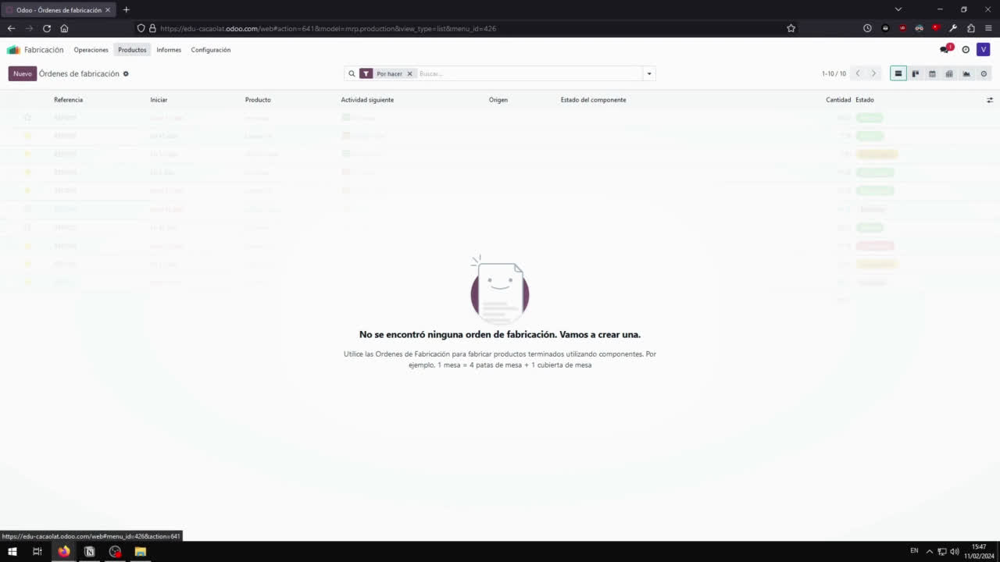 Odoo - Órdenes de fabricación
https://edu-cacaolat.odoo.com/web#action=641&model=mrp.production&view_type=list&menu_id=426
Fabricación Operaciones Productos Informes Configuración 1 V
Nuevo Órdenes de fabricación Por hacer Buscar... 1-10 / 10
Referencia Iniciar Producto Actividad siguiente Origen Estado del componente Cantidad Estado
No se encontró ninguna orden de fabricación. Vamos a crear una.
Utilice las Ordenes de Fabricación para fabricar productos terminados utilizando componentes. Por
ejemplo, 1 mesa = 4 patas de mesa + 1 cubierta de mesa
https://edu-cacaolat.odoo.com/web#menu_id=426&action=641
EN
15:47
11/02/2024